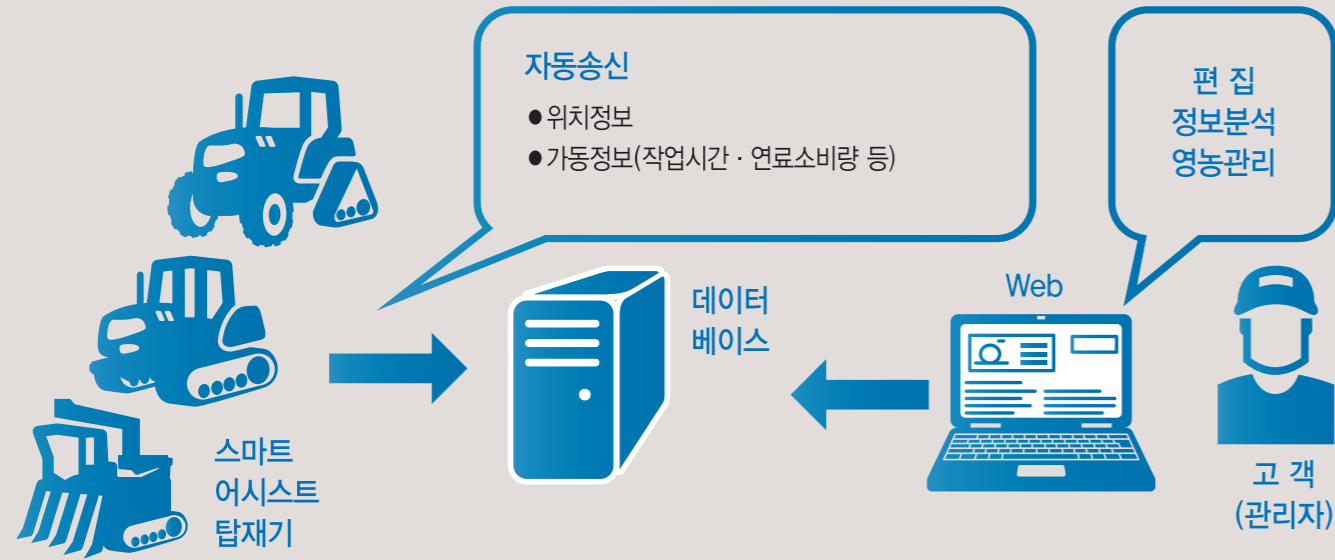 자동송신
●위치정보
●가동정보(작업시간 · 연료소비량 등)
편 집
정보분석
영농관리
데이터
베이스
Web
스마트
어시스트
탑재기
고 객
(관리자)